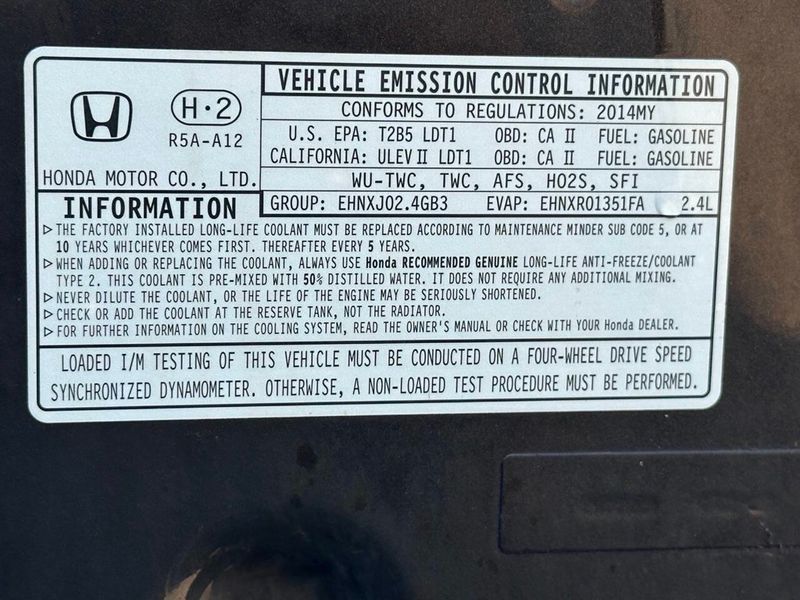 H·2
R5A-A12
HONDA MOTOR CO., LTD.
VEHICLE EMISSION CONTROL INFORMATION
CONFORMS TO REGULATIONS: 2014MY
U.S. EPA: T2B5 LDT1 OBD: CA II FUEL: GASOLINE
CALIFORNIA: ULEV II LDT1 OBD: CA II FUEL: GASOLINE
WU-TWC, TWC, AFS, HO2S, SFI
GROUP: EHNXJ02.4GB3 EVAP: EHNXR01351FA 2.4L
INFORMATION
▷THE FACTORY INSTALLED LONG-LIFE COOLANT MUST BE REPLACED ACCORDING TO MAINTENANCE MINDER SUB CODE 5, OR AT
10 YEARS WHICHEVER COMES FIRST. THEREAFTER EVERY 5 YEARS.
▷WHEN ADDING OR REPLACING THE COOLANT, ALWAYS USE Honda RECOMMENDED GENUINE LONG-LIFE ANTI-FREEZE/COOLANT
TYPE 2. THIS COOLANT IS PRE-MIXED WITH 50% DISTILLED WATER. IT DOES NOT REQUIRE ANY ADDITIONAL MIXING.
▷NEVER DILUTE THE COOLANT, OR THE LIFE OF THE ENGINE MAY BE SERIOUSLY SHORTENED.
▷CHECK OR ADD THE COOLANT AT THE RESERVE TANK, NOT THE RADIATOR.
▷FOR FURTHER INFORMATION ON THE COOLING SYSTEM, READ THE OWNER'S MANUAL OR CHECK WITH YOUR Honda DEALER.
LOADED I/M TESTING OF THIS VEHICLE MUST BE CONDUCTED ON A FOUR-WHEEL DRIVE SPEED
SYNCHRONIZED DYNAMOMETER. OTHERWISE, A NON-LOADED TEST PROCEDURE MUST BE PERFORMED.